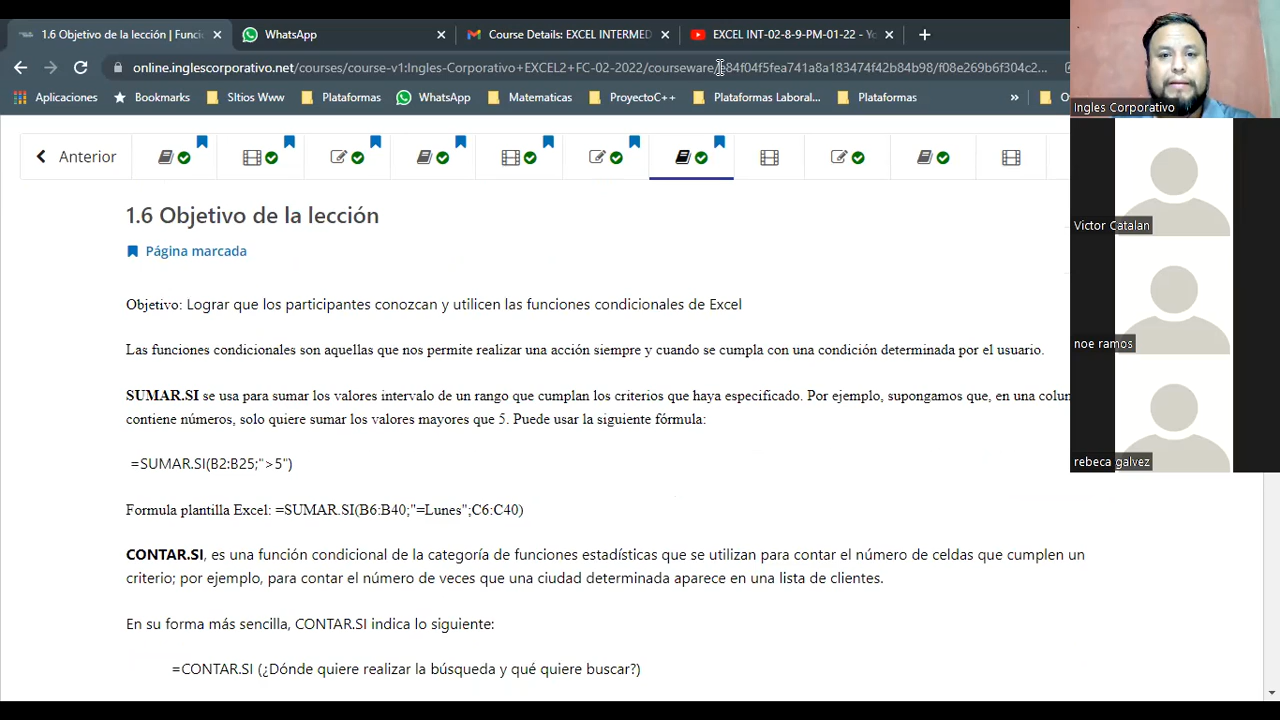 1.6 Objetivo de la lección | Funci
WhatsApp
Course Details: EXCEL INTERMED
EXCEL INT-02-8-9-PM-01-22 - Yo
online.inglescorporativo.net/courses/course-v1:Ingles-Corporativo+EXCEL2+FC-02-2022/courseware/
Aplicaciones
Bookmarks
SItios Wwo
Plataformas
WhatsApp
Matematicas
ProyectoC++
Plataformas Laboral...
Plataformas
»
Ingles Corporativo
Victor Catalan
noe ramos
rebeca galvez
Anterior
1.6 Objetivo de la lección
Página marcada
Objetivo: Lograr que los participantes conozcan y utilicen las funciones condicionales de Excel
Las funciones condicionales son aquellas que nos permite realizar una acción siempre y cuando se cumpla con una condición determinada por el usuario.
SUMAR.SI se usa para sumar los valores intervalo de un rango que cumplan los criterios que haya especificado. Por ejemplo, supongamos que, en una colum
contiene números, solo quiere sumar los valores mayores que 5. Puede usar la siguiente fórmula:
=SUMAR.SI(B2:B25;">5")
Formula plantilla Excel: =SUMAR.SI(B6:B40;"=Lunes";C6:C40)
CONTAR.SI, es una función condicional de la categoría de funciones estadísticas que se utilizan para contar el número de celdas que cumplen un
criterio; por ejemplo, para contar el número de veces que una ciudad determinada aparece en una lista de clientes.
En su forma más sencilla, CONTAR.SI indica lo siguiente:
=CONTAR.SI (¿Dónde quiere realizar la búsqueda y qué quiere buscar?)